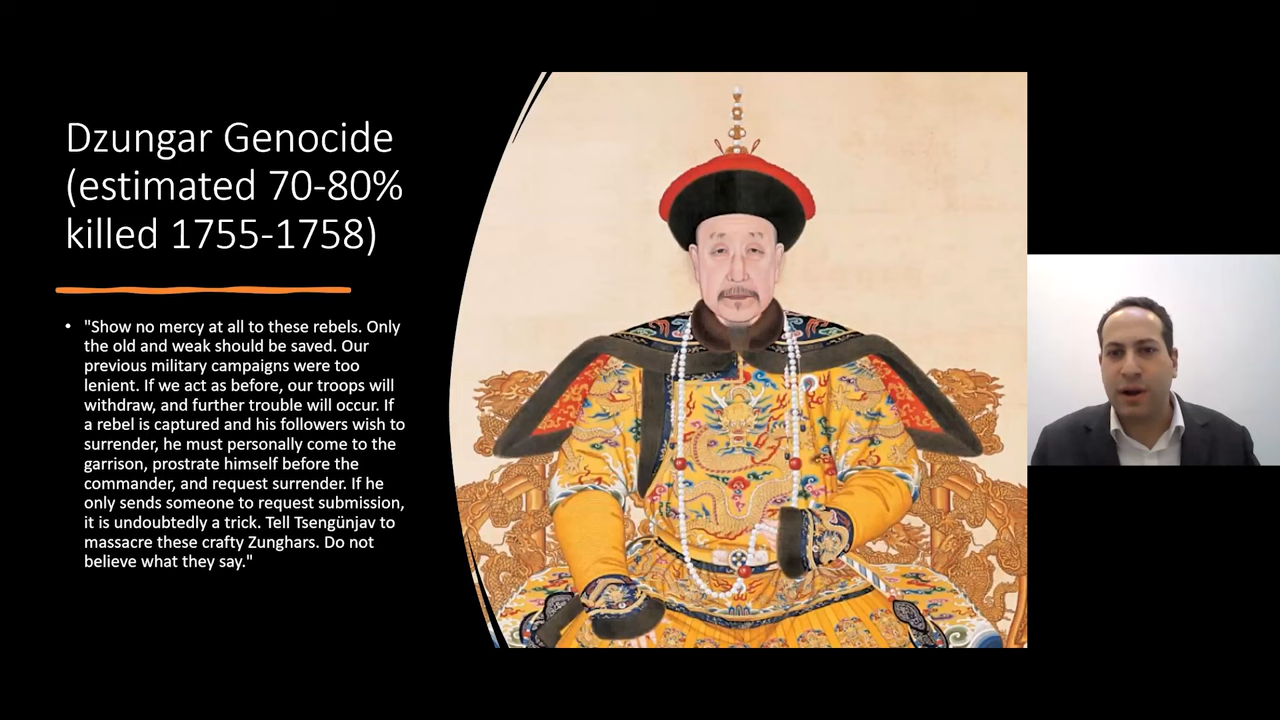 Dzungar Genocide
(estimated 70-80%
killed 1755-1758)
• "Show no mercy at all to these rebels. Only
the old and weak should be saved. Our
previous military campaigns were too
lenient. If we act as before, our troops will
withdraw, and further trouble will occur. If
a rebel is captured and his followers wish to
surrender, he must personally come to the
garrison, prostrate himself before the
commander, and request surrender. If he
only sends someone to request submission,
it is undoubtedly a trick. Tell Tsengünjav to
massacre these crafty Zunghars. Do not
believe what they say."